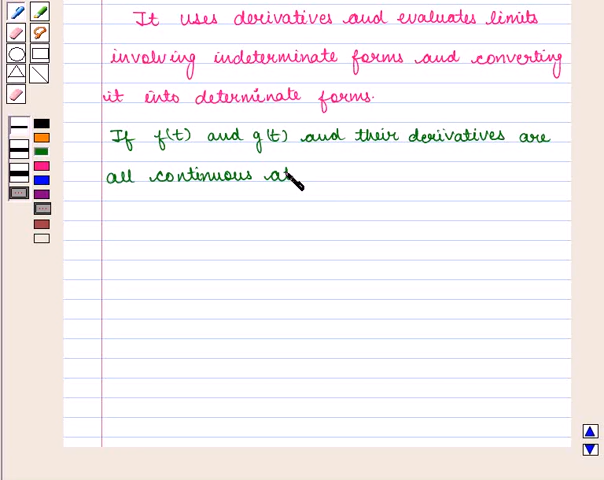 It uses derivatives and evaluates limits
involving indeterminate forms and converting
it into determinate forms.
If f(t) and g(t) and their derivatives are
all continuous at